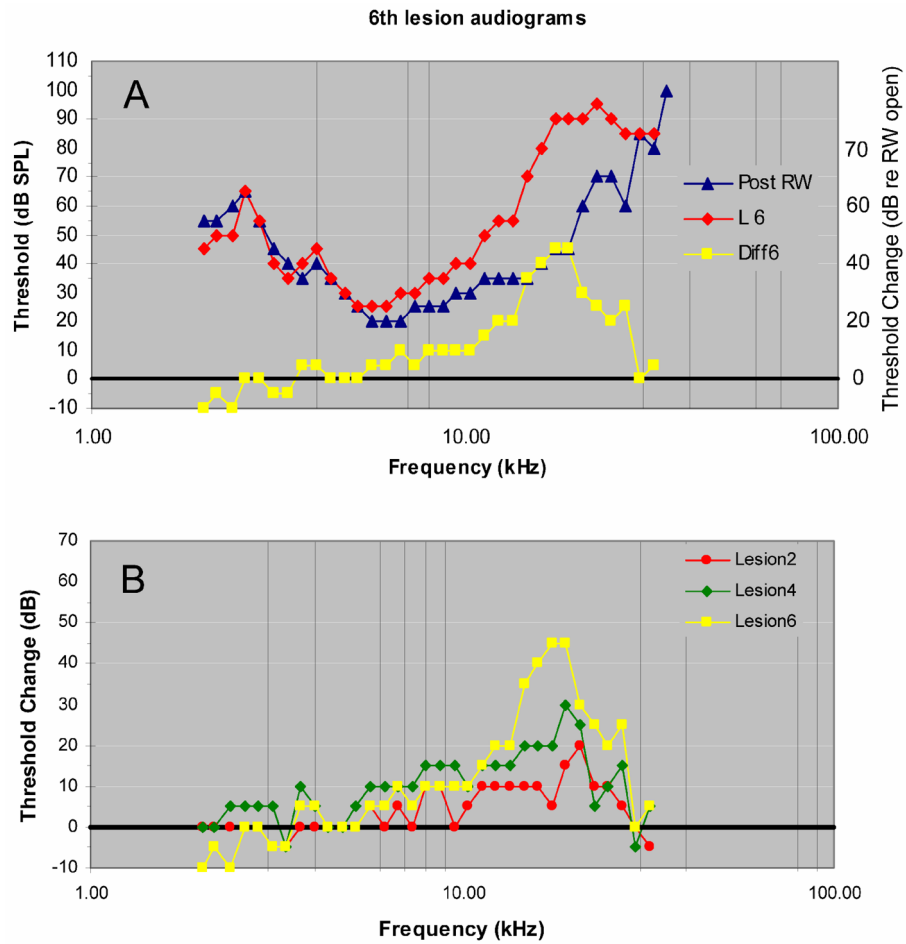 6th lesion audiograms
A
Threshold (dB SPL)
110
100
90
80
70
60
50
40
30
20
10
0
-10
1.00
10.00
100.00
Frequency (kHz)
Post RW
L 6
Diff6
70
60
40
20
0
Threshold Change (dB re RW open)
B
Threshold Change (dB)
70
60
50
40
30
20
10
0
-10
1.00
10.00
100.00
Frequency (kHz)
Lesion2
Lesion4
Lesion6